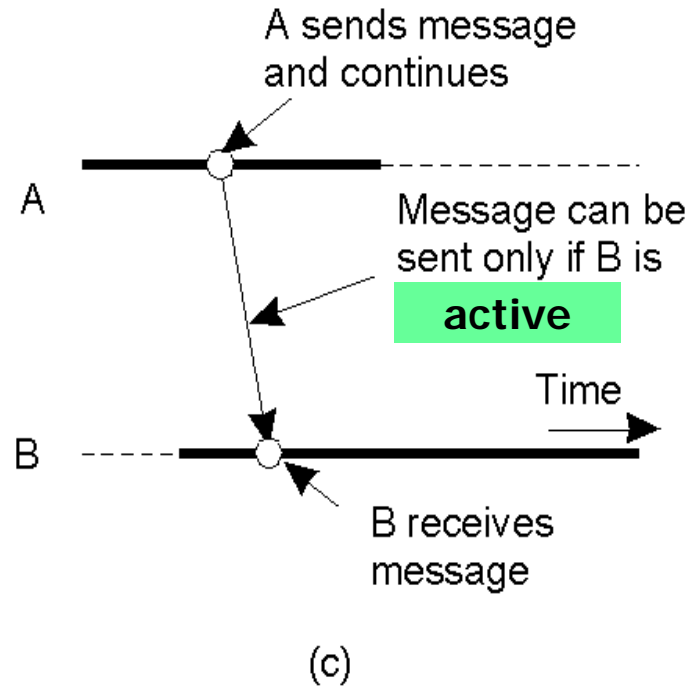 A sends message
and continues
A
Message can be
sent only if B is
active
Time
B
B receives
message
(c)